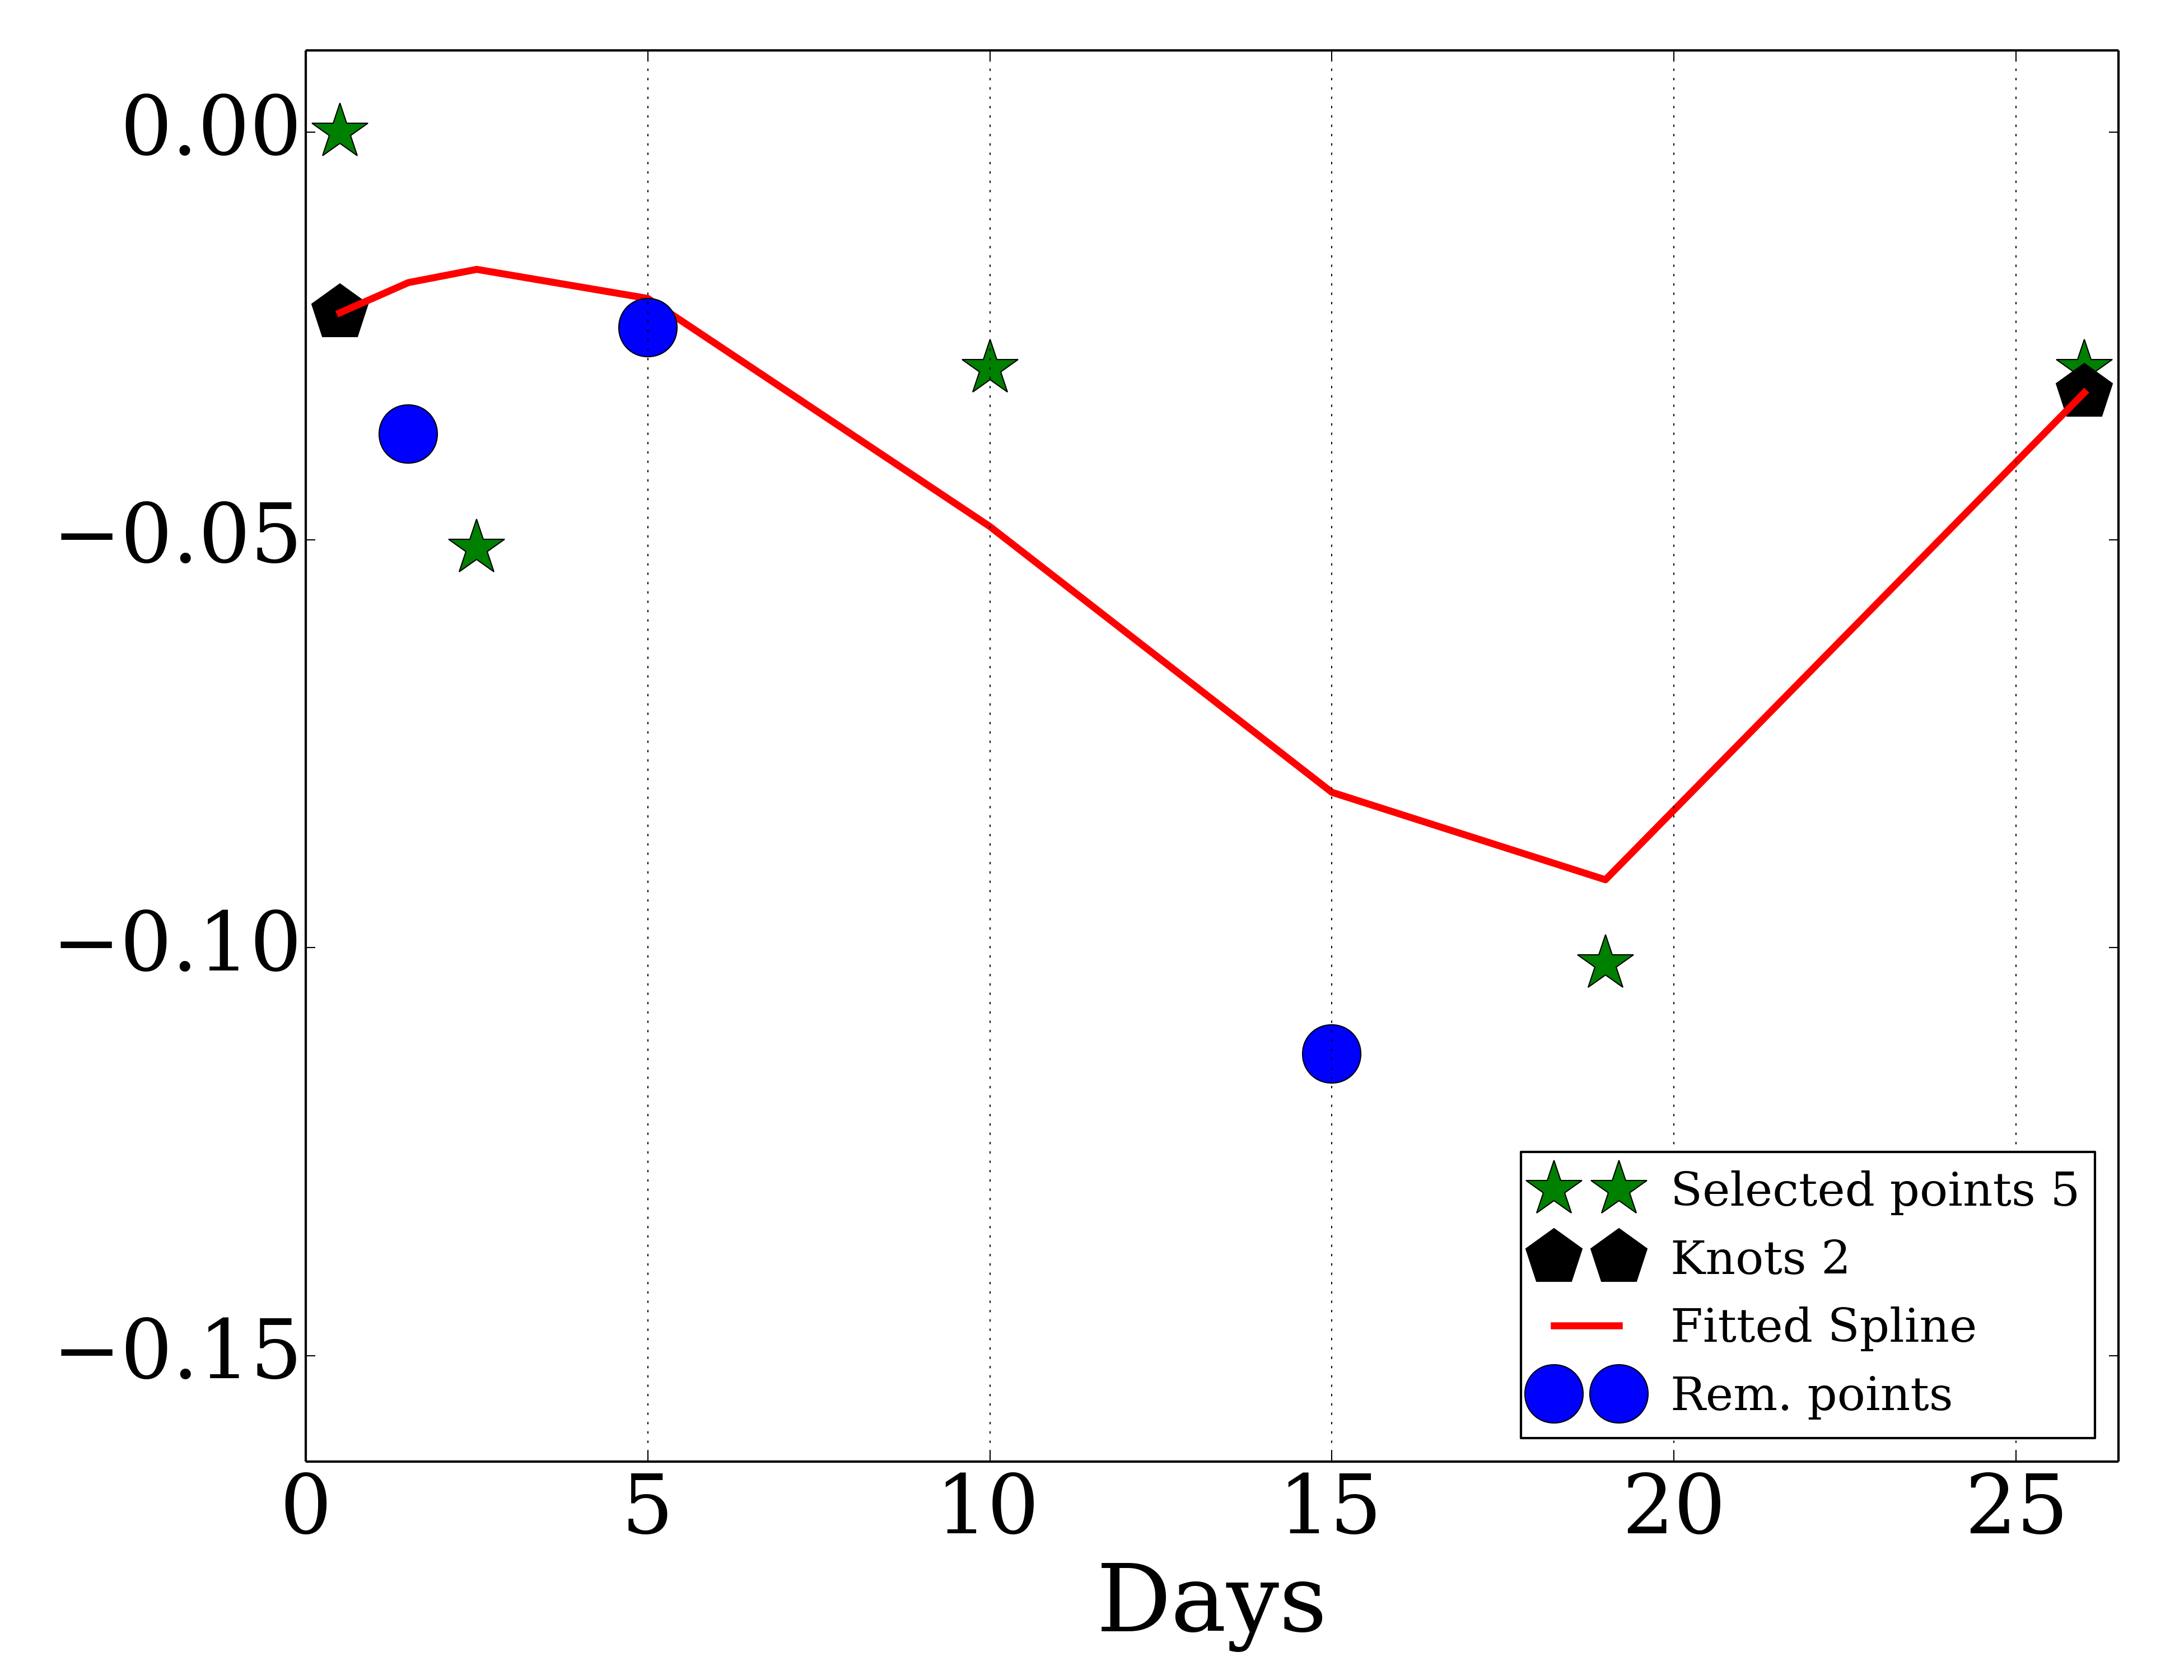 0.00
−0.05
−0.10
−0.15
Selected points 5
Knots 2
Fitted Spline
Rem. points
0 5 10 15 20 25
Days